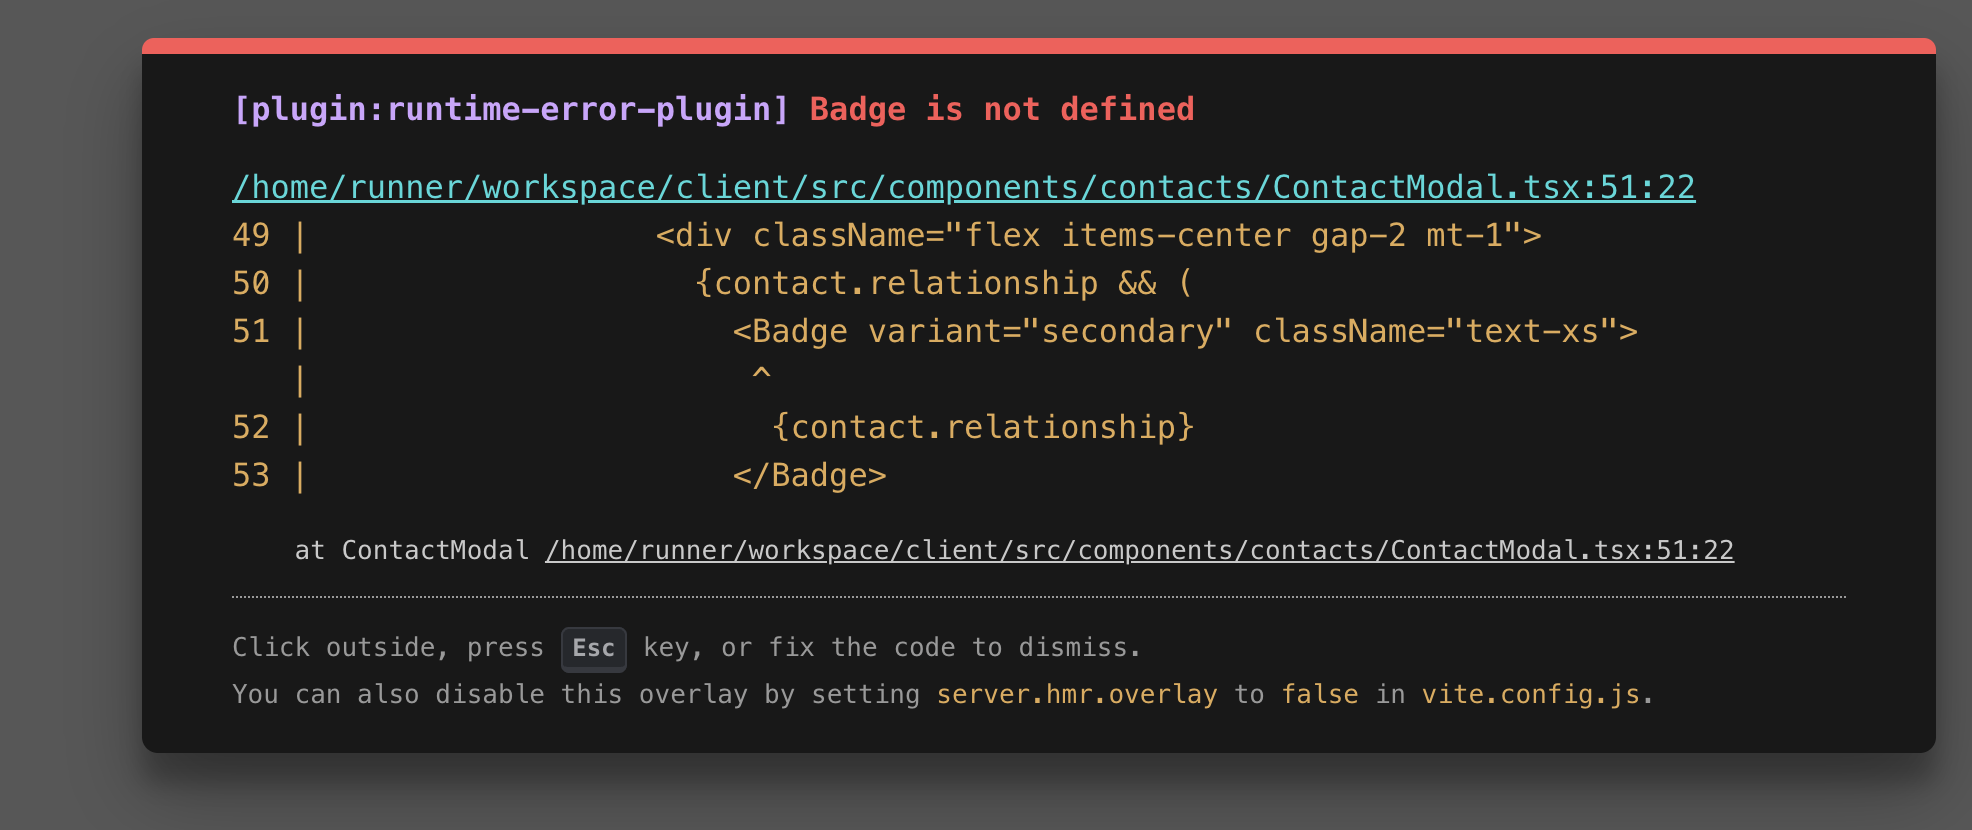 [plugin:runtime-error-plugin] Badge is not defined
/home/runner/workspace/client/src/components/contacts/ContactModal.tsx:51:22
49 |                  <div className="flex items-center gap-2 mt-1">
50 |                    {contact.relationship && (
51 |                      <Badge variant="secondary" className="text-xs">
   |                       ^
52 |                        {contact.relationship}
53 |                      </Badge>
    at ContactModal /home/runner/workspace/client/src/components/contacts/ContactModal.tsx:51:22
Click outside, press Esc key, or fix the code to dismiss.
You can also disable this overlay by setting server.hmr.overlay to false in vite.config.js.